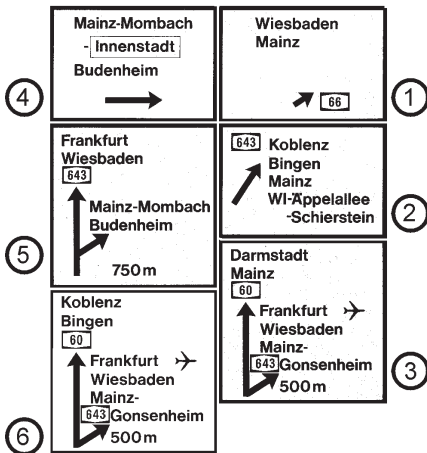 Mainz-Mombach
- Innenstadt
Budenheim
4
Wiesbaden
Mainz
66
1
Frankfurt
Wiesbaden
643
Mainz-Mombach
Budenheim
750 m
5
643 Koblenz
Bingen
Mainz
WI-Äppelallee
-Schierstein
2
Darmstadt
Mainz
60
Frankfurt
Wiesbaden
Mainz-
643 Gonsenheim
500 m
3
Koblenz
Bingen
60
Frankfurt
Wiesbaden
Mainz-
643 Gonsenheim
500 m
6